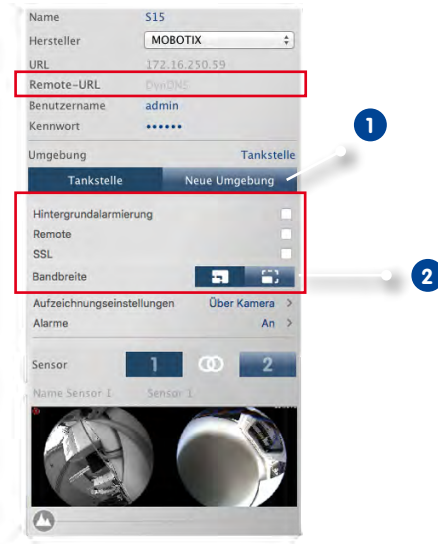 Name S15
Hersteller MOBOTIX
URL 172.16.250.59
Remote-URL DynDNS
Benutzername admin
Kennwort ••••••
Umgebung Tankstelle
Tankstelle Neue Umgebung
1
Hintergrundalarmierung
Remote
SSL
Bandbreite
2
Aufzeichnungseinstellungen Über Kamera >
Alarme An >
Sensor 1 2
Name Sensor 1 Sensor 1